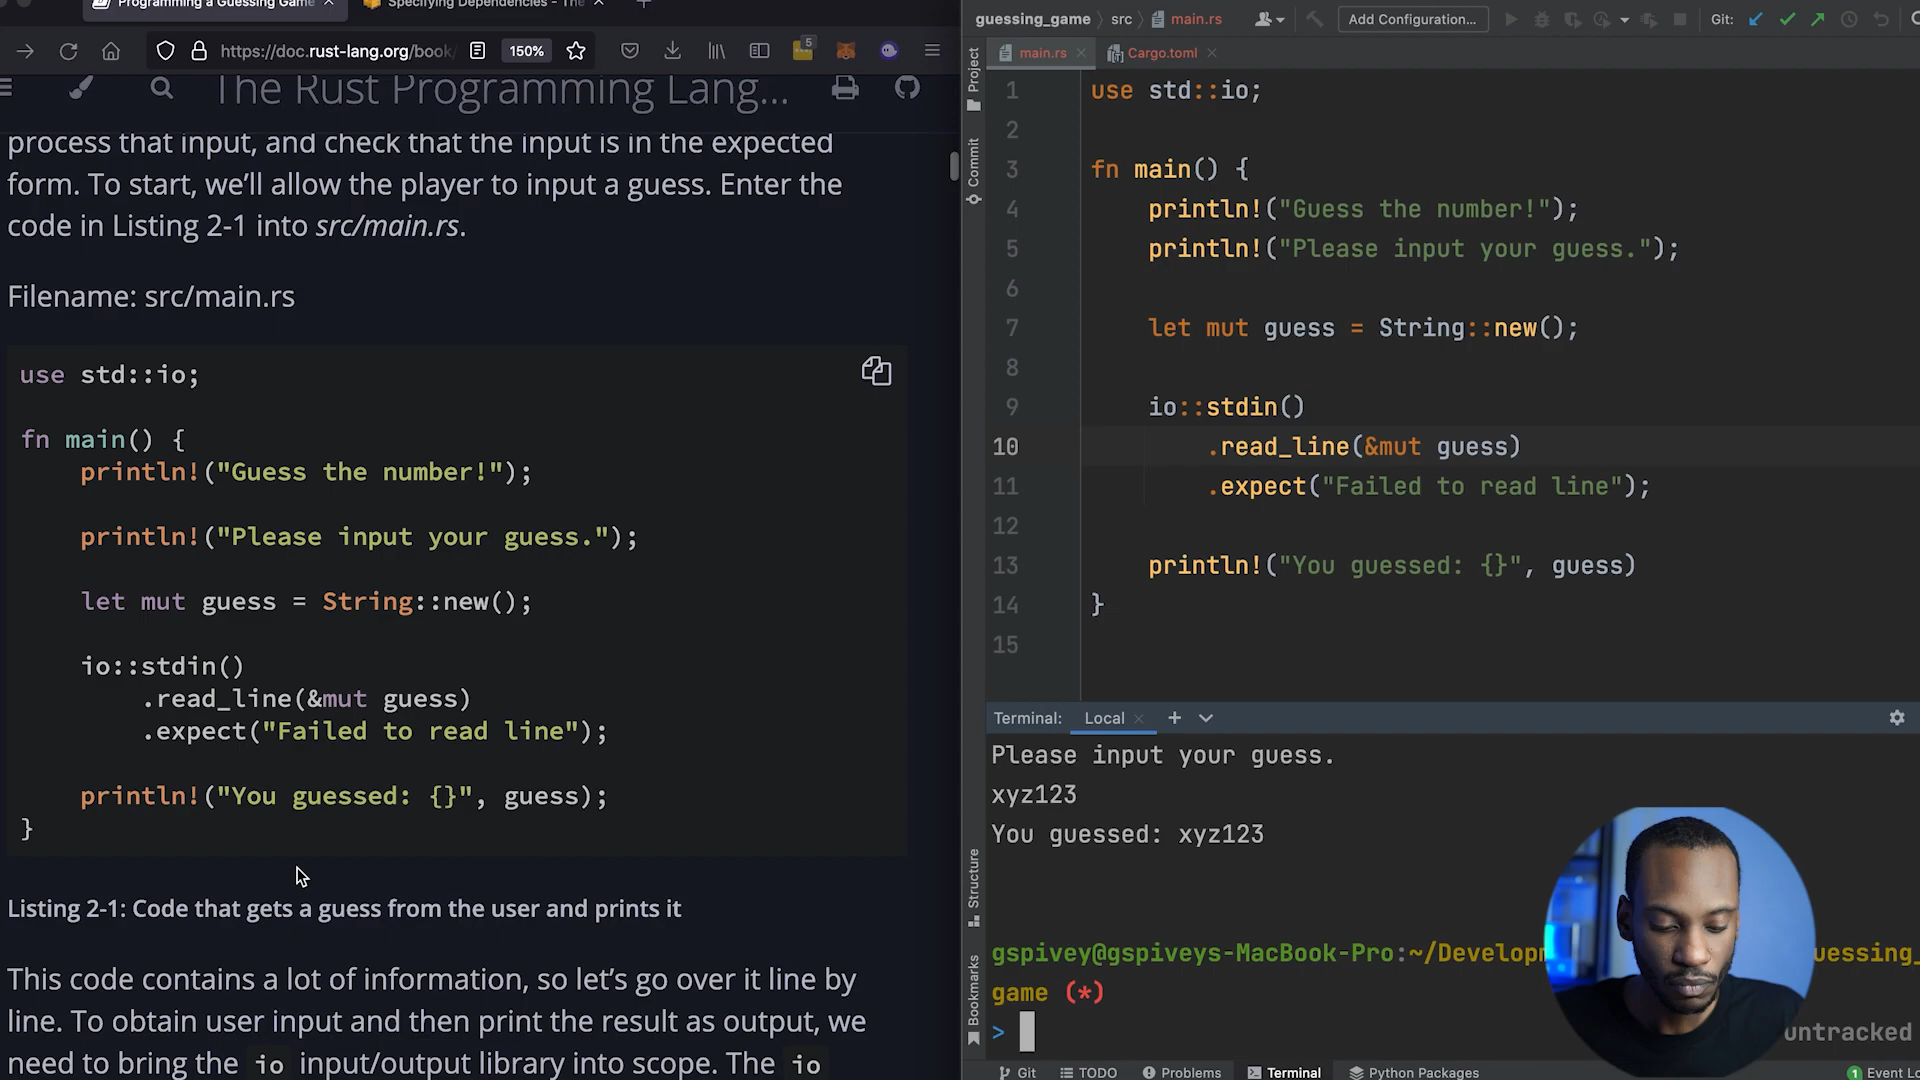 Programming a Guessing Game
Specifying Dependencies - The
https://doc.rust-lang.org/book/
150%
5
The Rust Programming Lang...
process that input, and check that the input is in the expected
form. To start, we’ll allow the player to input a guess. Enter the
code in Listing 2-1 into src/main.rs.
Filename: src/main.rs
use std::io;
fn main() {
println!("Guess the number!");
println!("Please input your guess.");
let mut guess = String::new();
io::stdin()
.read_line(&mut guess)
.expect("Failed to read line");
println!("You guessed: {}", guess);
}
Listing 2-1: Code that gets a guess from the user and prints it
This code contains a lot of information, so let’s go over it line by
line. To obtain user input and then print the result as output, we
need to bring the io input/output library into scope. The io
guessing_game src main.rs
Add Configuration...
Git:
main.rs
Cargo.toml
Project
Commit
Structure
Bookmarks
1 use std::io;
2
3 fn main() {
4 println!("Guess the number!");
5 println!("Please input your guess.");
6
7 let mut guess = String::new();
8
9 io::stdin()
10 .read_line(&mut guess)
11 .expect("Failed to read line");
12
13 println!("You guessed: {}", guess)
14 }
15
Terminal: Local
Please input your guess.
xyz123
You guessed: xyz123
gspivey@gspiveys-MacBook-Pro:~/Developm uessing_
game (*)
> untracked
Git TODO Problems Terminal Python Packages 1 Event Lo